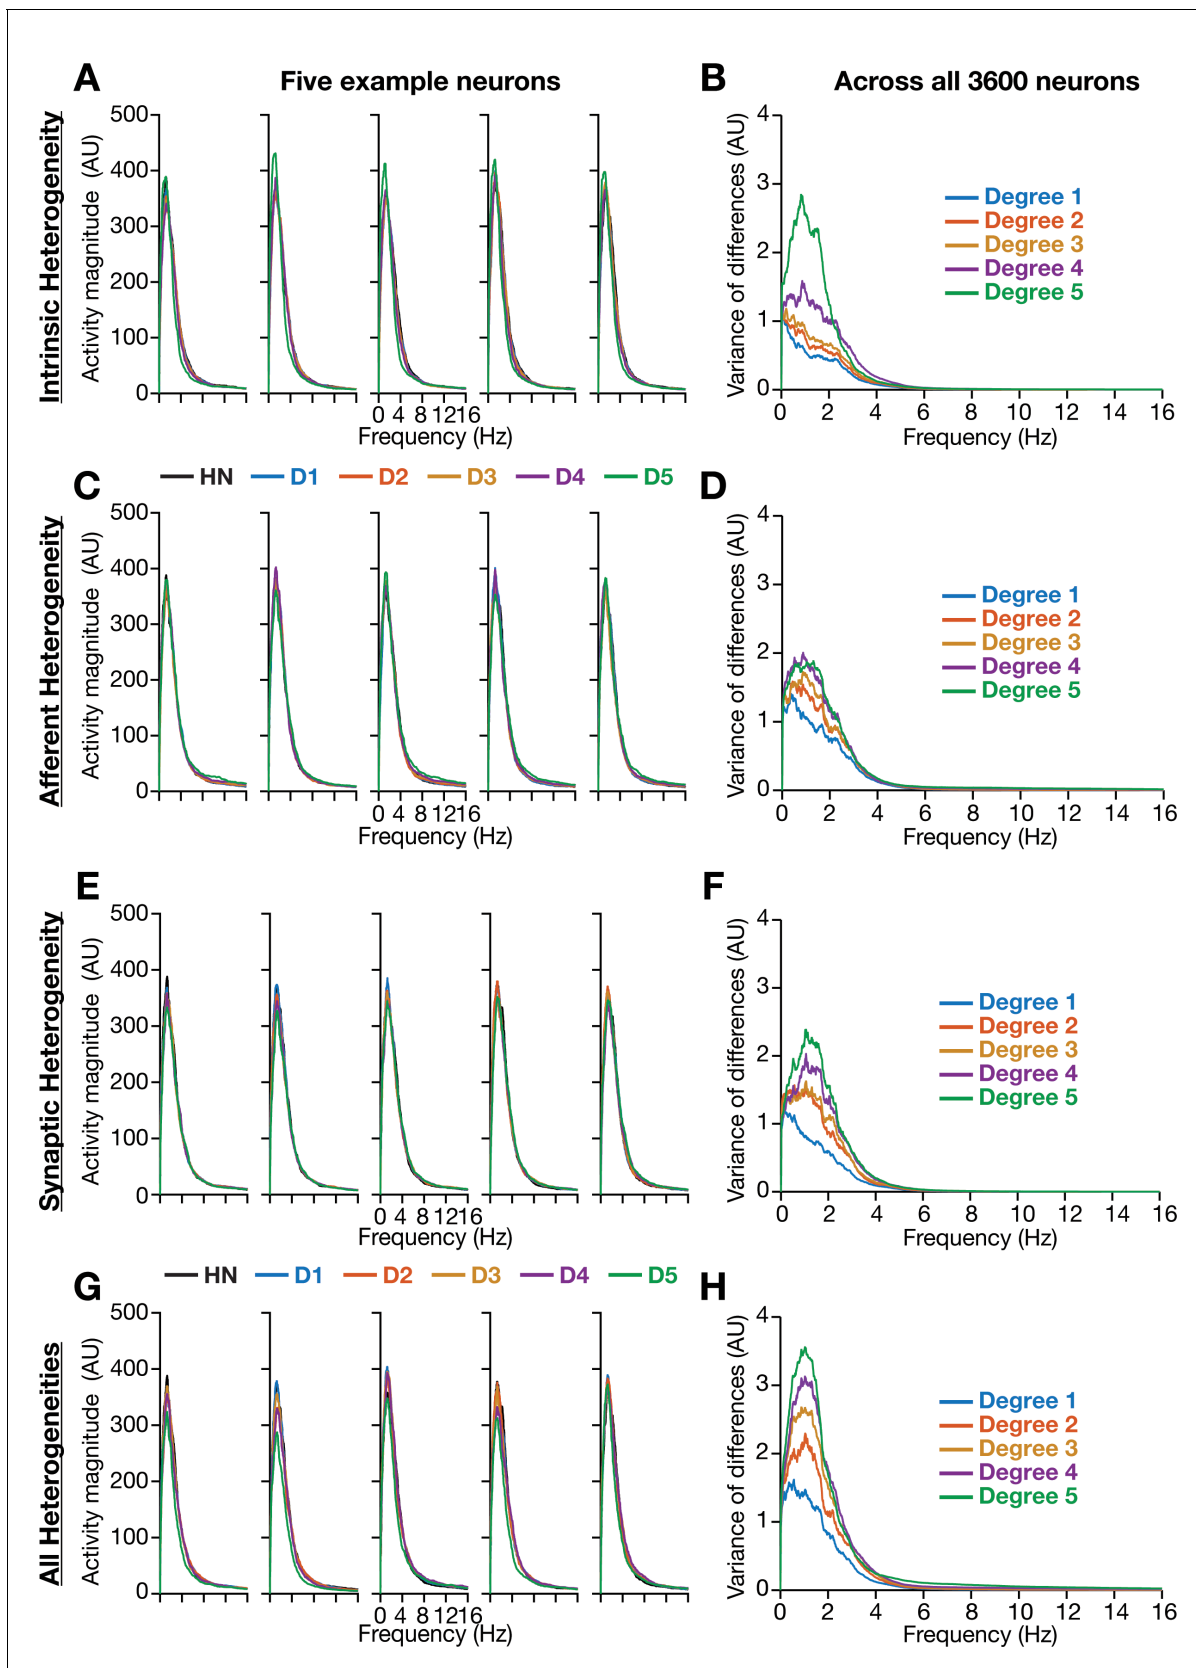 A
Five example neurons
B
Across all 3600 neurons
Intrinsic Heterogeneity
Activity magnitude (AU)
500
400
300
200
100
0
0 4 8 1216
Frequency (Hz)
Variance of differences (AU)
4
3
2
1
0
Degree 1
Degree 2
Degree 3
Degree 4
Degree 5
0 2 4 6 8 10 12 14 16
Frequency (Hz)
C
HN D1 D2 D3 D4 D5
D
Afferent Heterogeneity
Activity magnitude (AU)
500
400
300
200
100
0
0 4 8 1216
Frequency (Hz)
Variance of differences (AU)
4
3
2
1
0
Degree 1
Degree 2
Degree 3
Degree 4
Degree 5
0 2 4 6 8 10 12 14 16
Frequency (Hz)
E
F
Synaptic Heterogeneity
Activity magnitude (AU)
500
400
300
200
100
0
0 4 8 1216
Frequency (Hz)
Variance of differences (AU)
4
3
2
1
0
Degree 1
Degree 2
Degree 3
Degree 4
Degree 5
0 2 4 6 8 10 12 14 16
Frequency (Hz)
G
HN D1 D2 D3 D4 D5
H
All Heterogeneities
Activity magnitude (AU)
500
400
300
200
100
0
0 4 8 1216
Frequency (Hz)
Variance of differences (AU)
4
3
2
1
0
Degree 1
Degree 2
Degree 3
Degree 4
Degree 5
0 2 4 6 8 10 12 14 16
Frequency (Hz)